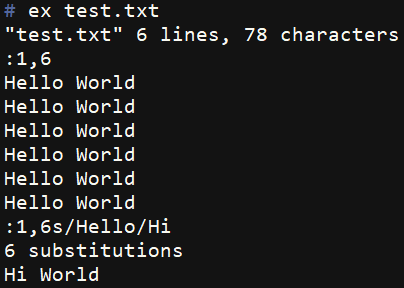 # ex test.txt
"test.txt" 6 lines, 78 characters
:1,6
Hello World
Hello World
Hello World
Hello World
Hello World
Hello World
:1,6s/Hello/Hi
6 substitutions
Hi World